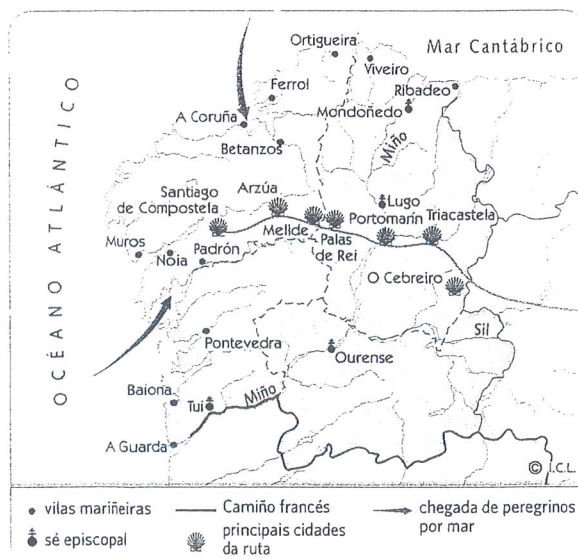 Ortigueira
Mar Cantábrico
Viveiro
Ribadeo
Ferrol
Mondoñedo
A Coruña
Miño
Betanzos
OCÉANO ATLÁNTICO
Santiago
de Compostela
Arzúa
Lugo
Portomarín
Triacastela
Muros
Noia
Padrón
Melide
Palas
de Rei
O Cebreiro
Sil
Pontevedra
Ourense
Baiona
Tui
Miño
A Guarda
© I.C.L.
vilas mariñeiras
Camiño francés
chegada de peregrinos
por mar
sé episcopal
principais cidades
da ruta